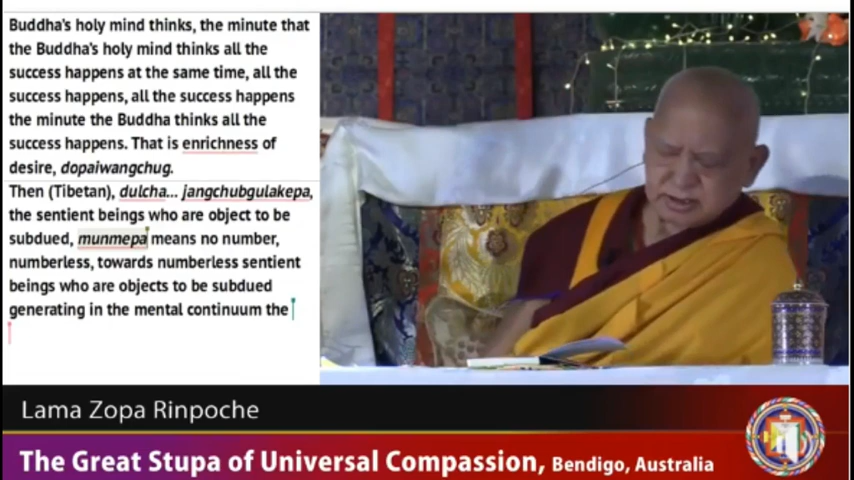 Buddha's holy mind thinks, the minute that
the Buddha's holy mind thinks all the
success happens at the same time, all the
success happens, all the success happens
the minute the Buddha thinks all the
success happens. That is enrichness of
desire, dopaiwangchug.
Then (Tibetan), dulcha... jangchubgulakepa,
the sentient beings who are object to be
subdued, munmepa means no number,
numberless, towards numberless sentient
beings who are objects to be subdued
generating in the mental continuum the
Lama Zopa Rinpoche
The Great Stupa of Universal Compassion, Bendigo, Australia